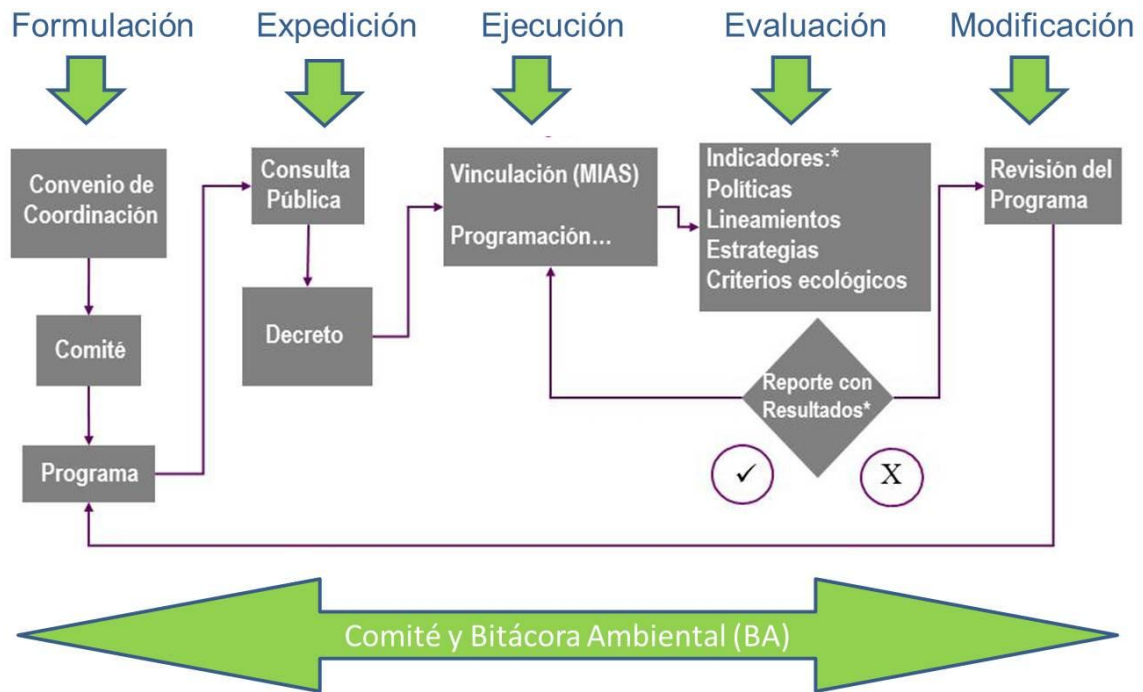 Formulación
Expedición
Ejecución
Evaluación
Modificación
Convenio de
Coordinación
Comité
Programa
Consulta
Pública
Decreto
Vinculación (MIAS)
Programación...
Indicadores:*
Políticas
Lineamientos
Estrategias
Criterios ecológicos
Reporte con
Resultados*
✓
X
Revisión del
Programa
Comité y Bitácora Ambiental (BA)